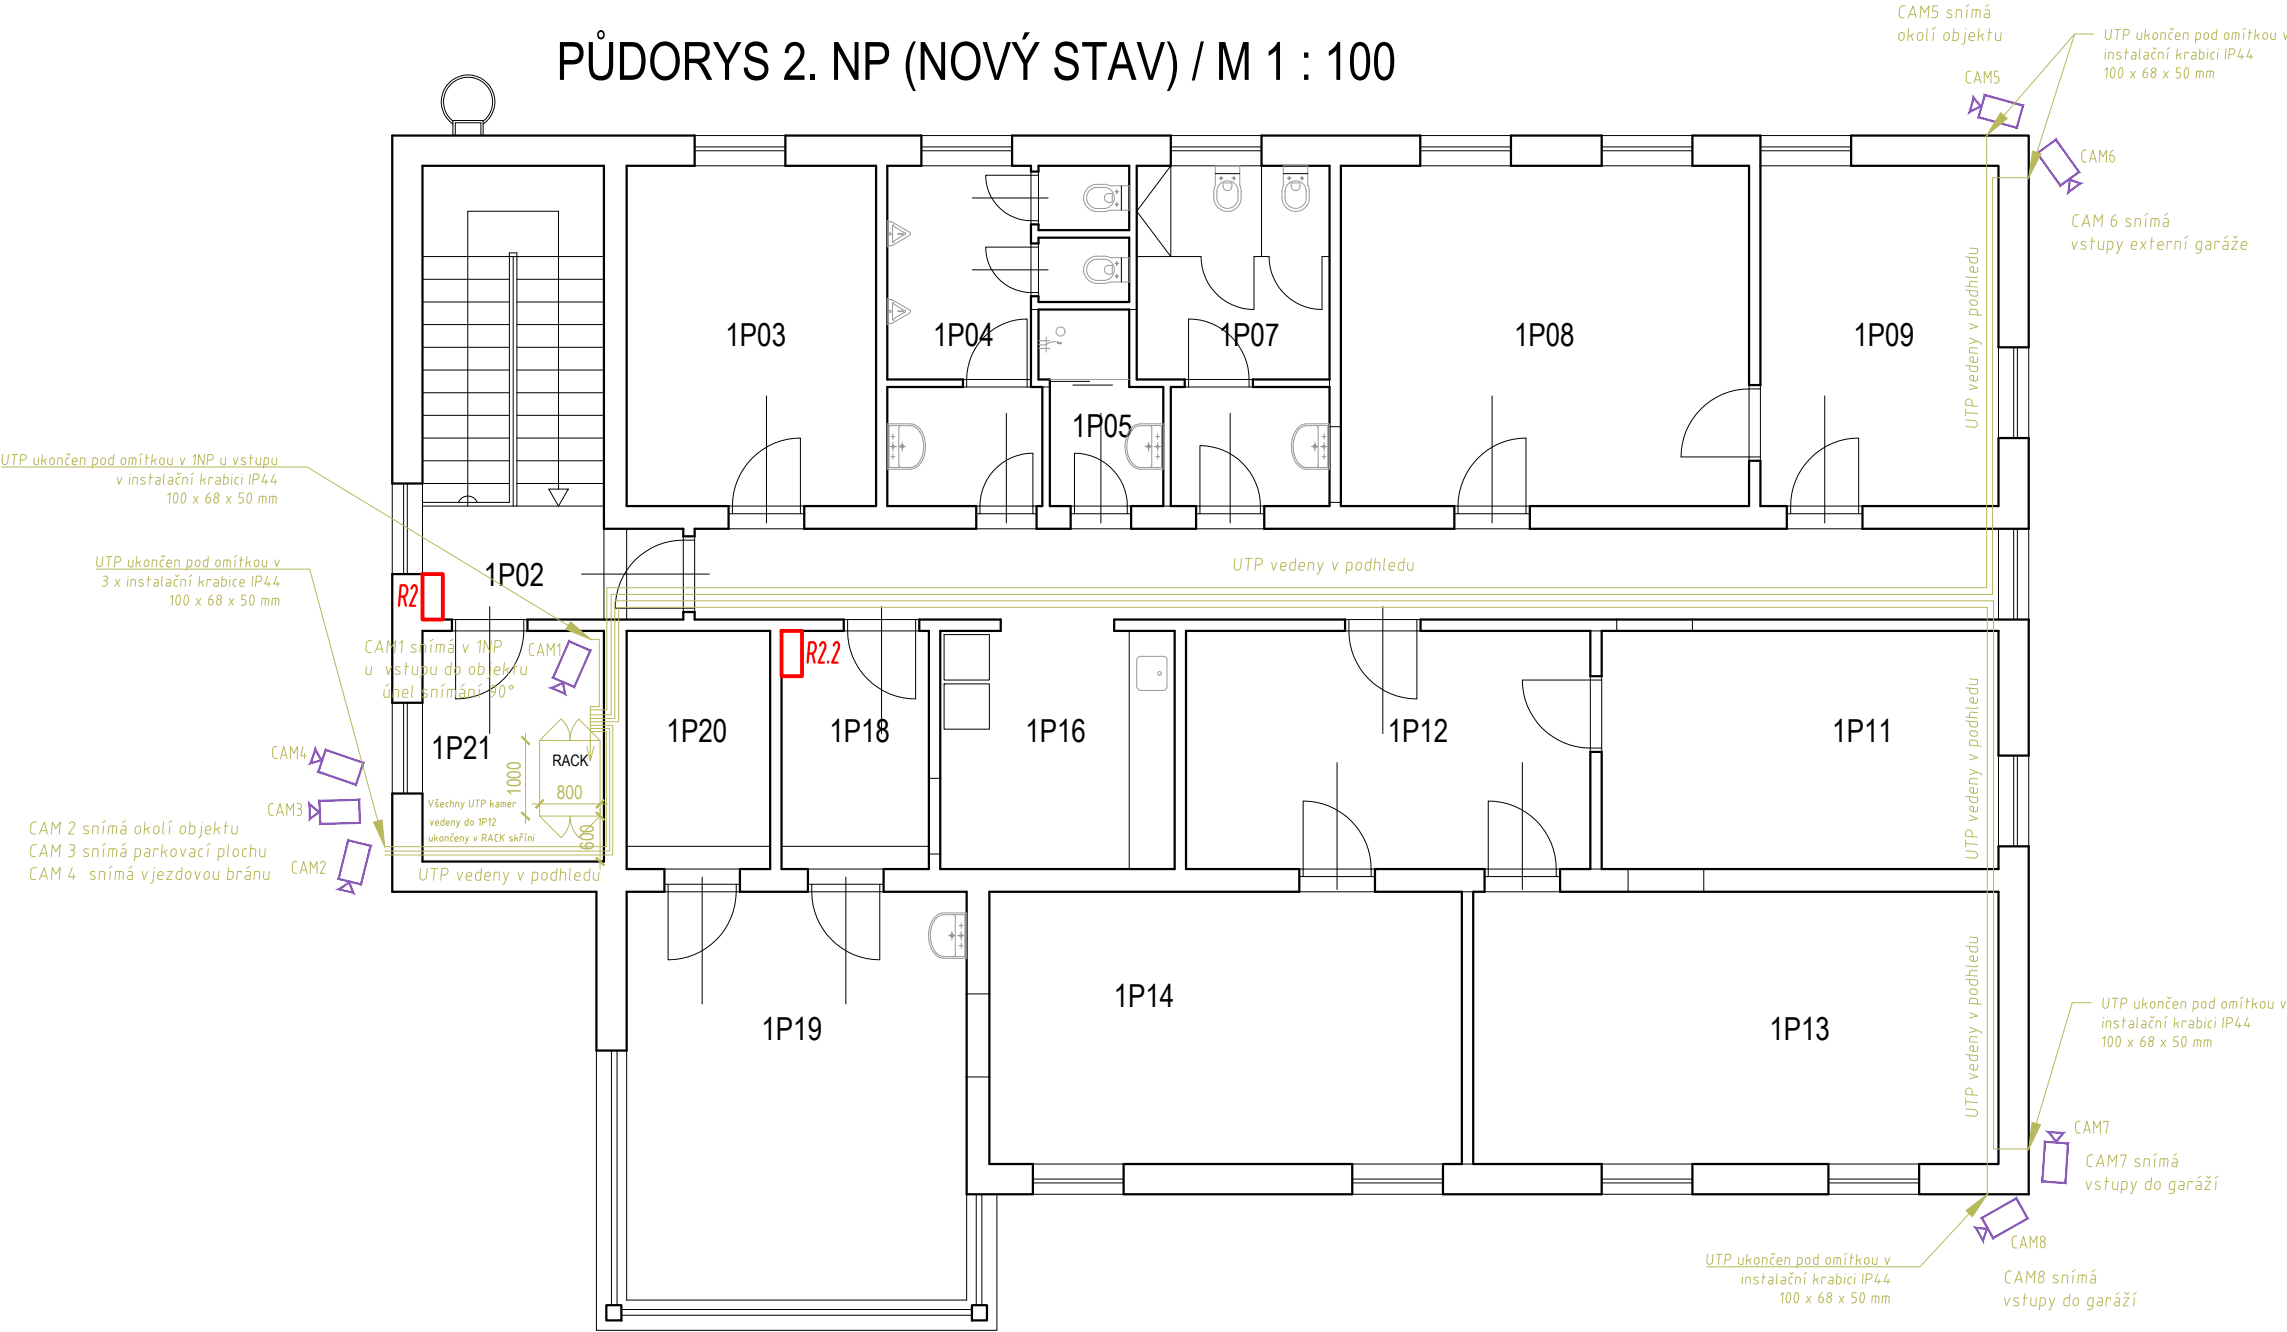 PŮDORYS 2. NP (NOVÝ STAV) / M 1 : 100
CAM5 snímá
okolí objektu
UTP ukončen pod omítkou v
instalační krabici IP44
100 x 68 x 50 mm
CAM5
CAM6
CAM 6 snímá
vstupy externí garáže
UTP vedeny v podhledu
1P03
1P04
1P07
1P08
1P09
1P05
UTP ukončen pod omítkou v 1NP u vstupu
v instalační krabici IP44
100 x 68 x 50 mm
UTP ukončen pod omítkou v
3 x instalační krabice IP44
100 x 68 x 50 mm
1P02
R2
UTP vedeny v podhledu
CAM1 snímá v 1NP
u vstupu do objektu
úhel snímání 90°
CAM1
R2.2
1P21
RACK
1000
800
600
Všechny UTP kamer
vedeny do 1P12
ukončeny v RACK skříni
UTP vedeny v podhledu
1P20
1P18
1P16
1P12
1P11
UTP vedeny v podhledu
CAM4
CAM3
CAM2
CAM 2 snímá okolí objektu
CAM 3 snímá parkovací plochu
CAM 4 snímá vjezdovou bránu
1P19
1P14
1P13
UTP vedeny v podhledu
UTP ukončen pod omítkou v
instalační krabici IP44
100 x 68 x 50 mm
CAM7
CAM7 snímá
vstupy do garáží
CAM8
UTP ukončen pod omítkou v
instalační krabici IP44
100 x 68 x 50 mm
CAM8 snímá
vstupy do garáží